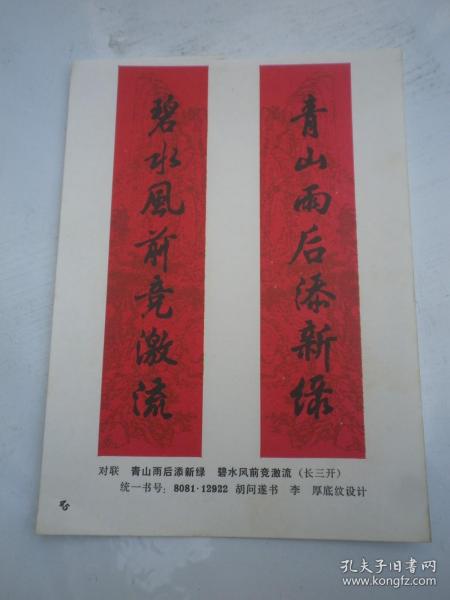 青山雨后添新绿
碧水風前竞激流
对联 青山雨后添新绿 碧水风前竞激流（长三开）
统一书号：8081·12922 胡问遂书 李 厚底纹设计
95
孔夫子旧书网
www.kongfz.com